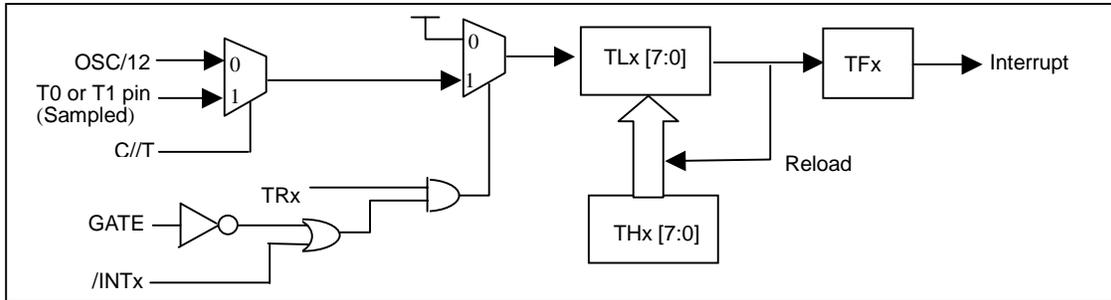 OSC/12
T0 or T1 pin
(Sampled)
C//T
0
1
0
1
TRx
GATE
/INTx
TLx [7:0]
TFx
Interrupt
Reload
THx [7:0]